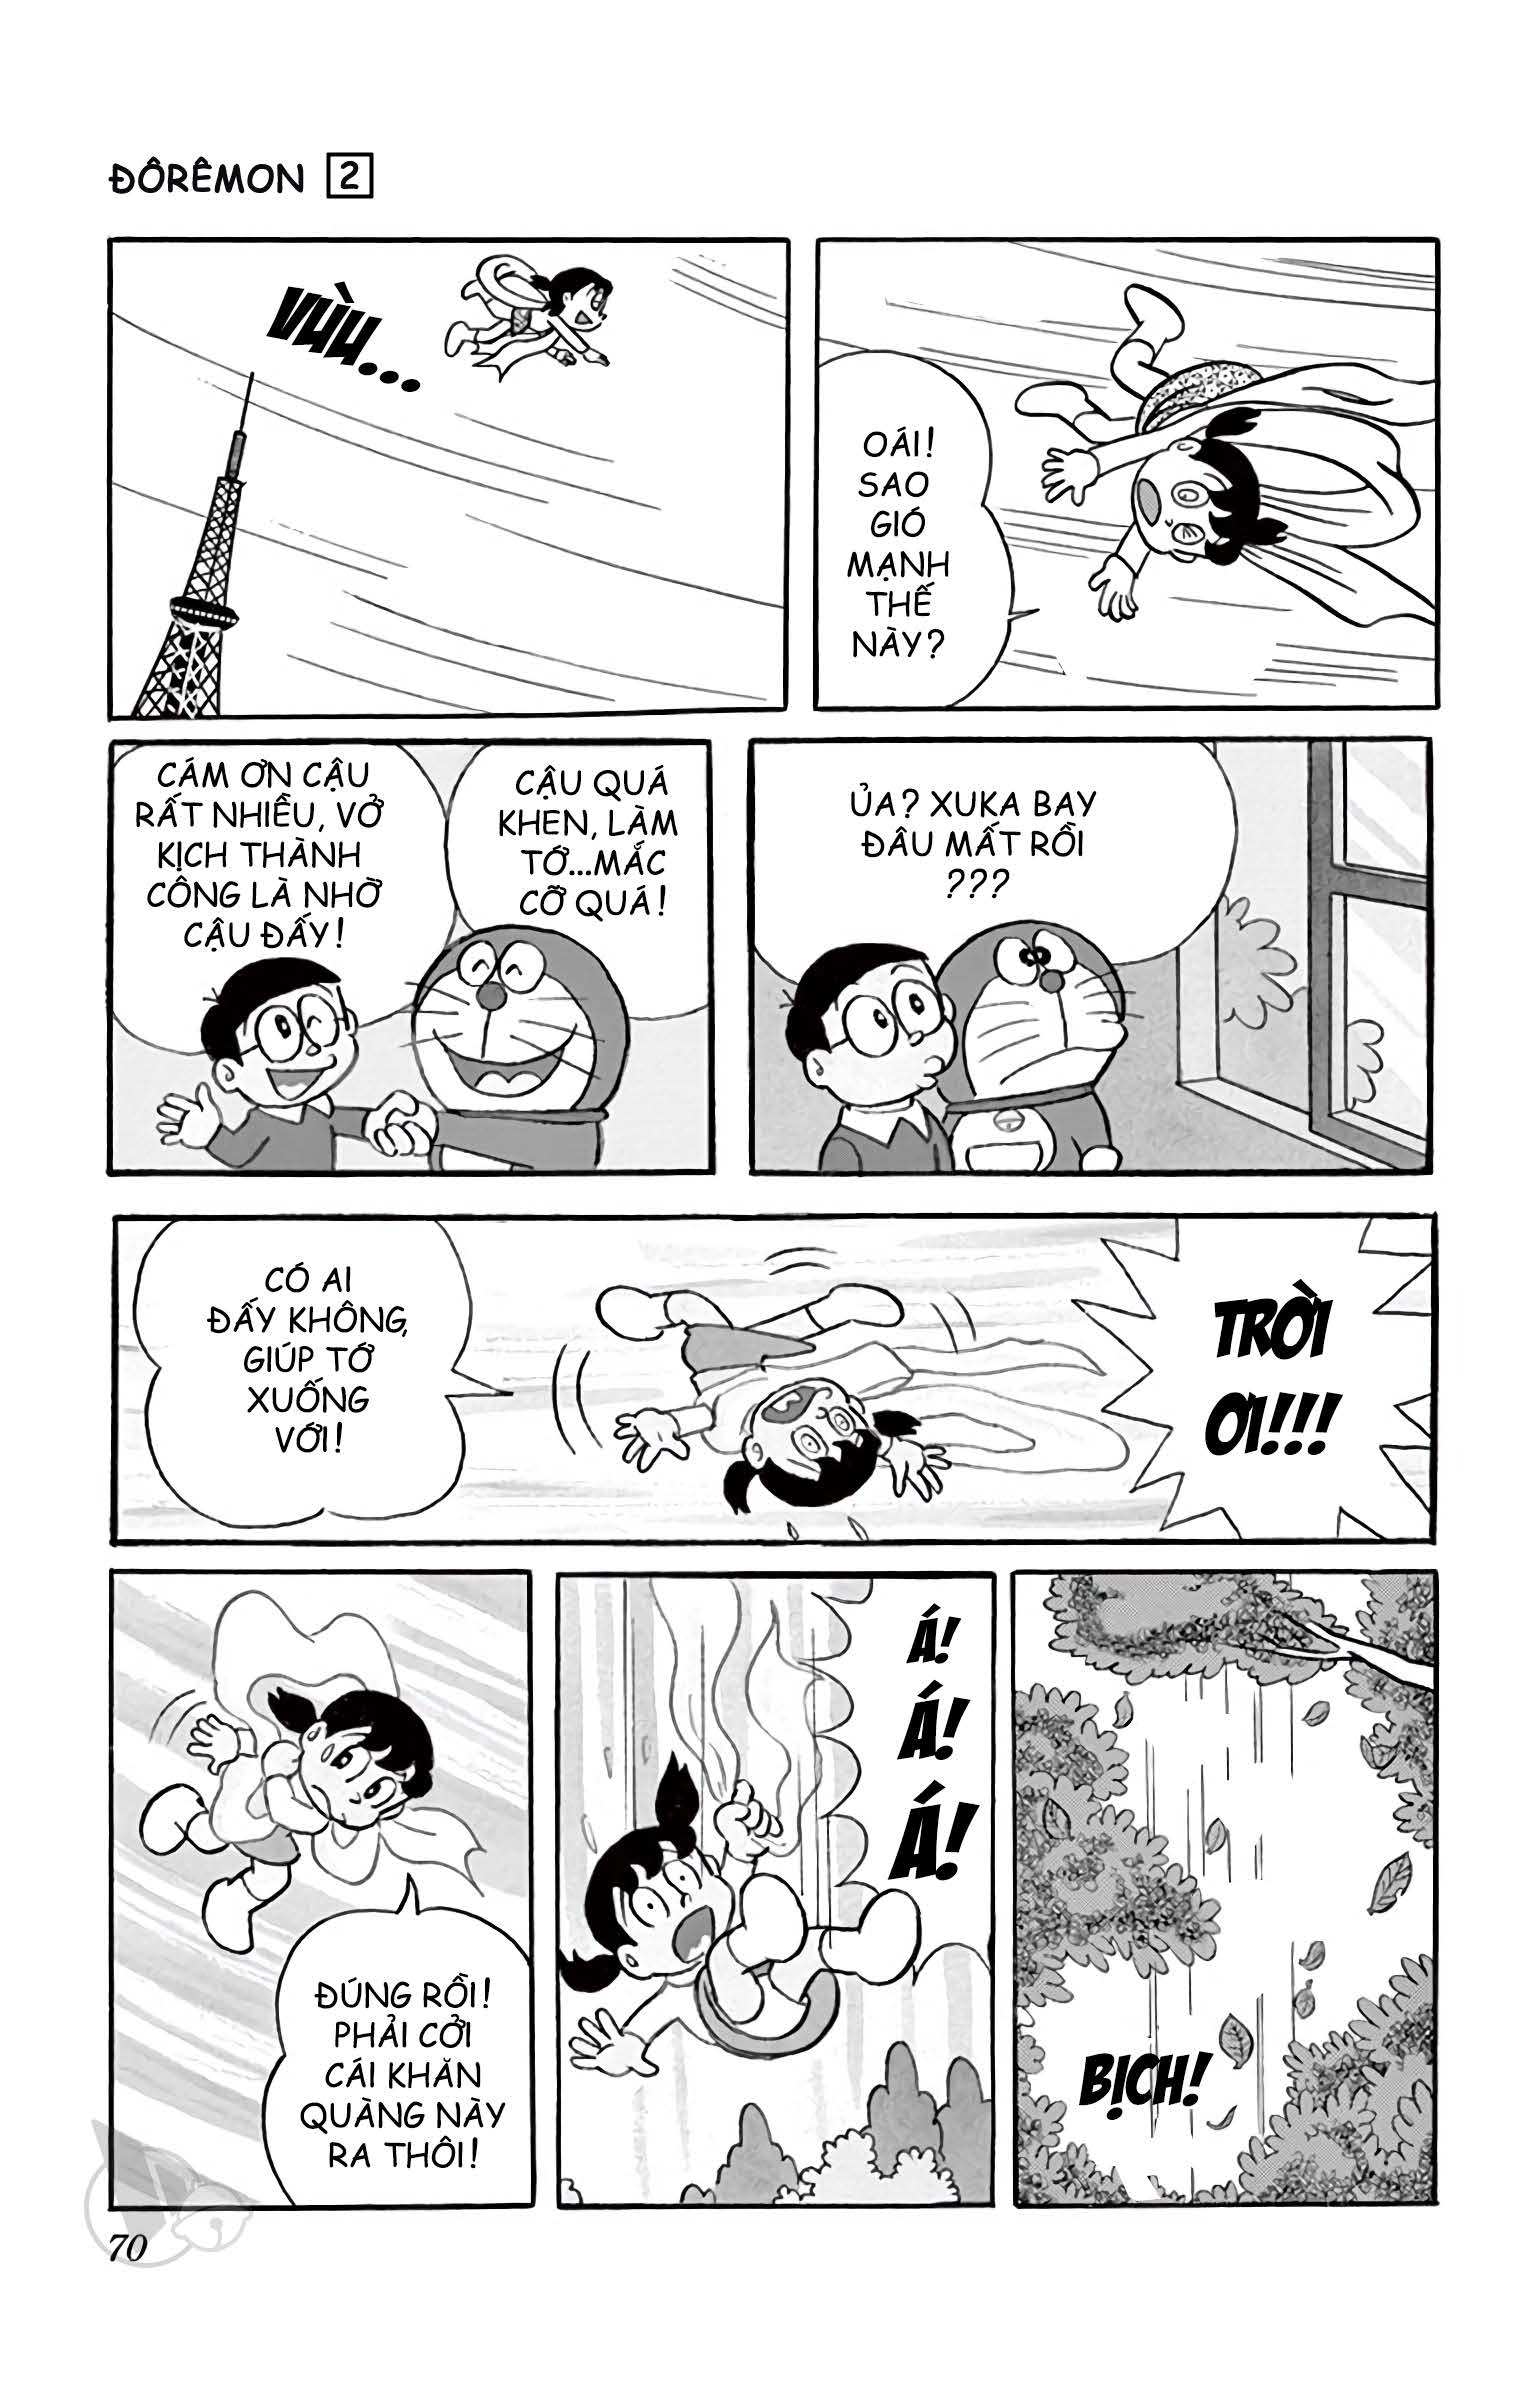 ĐÔRÊMON 2
VÙÙ...
OÁI!
SAO
GIÓ
MẠNH
THẾ
NÀY?
CÁM ƠN CẬU
RẤT NHIỀU, VỞ
KỊCH THÀNH
CÔNG LÀ NHỜ
CẬU ĐẤY!
CẬU QUÁ
KHEN, LÀM
TỚ...MẮC
CỠ QUÁ!
ỦA? XUKA BAY
ĐÂU MẤT RỒI
???
CÓ AI
ĐẤY KHÔNG,
GIÚP TỚ
XUỐNG
VỚI!
TRỜI
ƠI!!!
ĐÚNG RỒI!
PHẢI CỞI
CÁI KHĂN
QUÀNG NÀY
RA THÔI!
Á!
Á!
Á!
BỊCH!
70